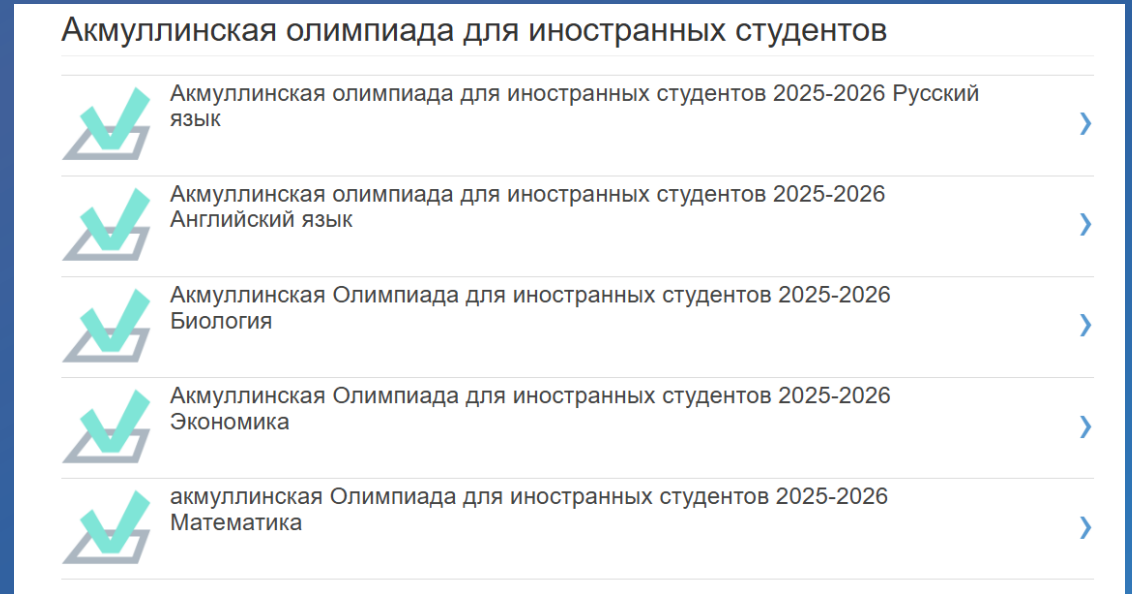 Акмуллинская олимпиада для иностранных студентов
Акмуллинская олимпиада для иностранных студентов 2025-2026 Русский
язык
Акмуллинская олимпиада для иностранных студентов 2025-2026
Английский язык
Акмуллинская Олимпиада для иностранных студентов 2025-2026
Биология
Акмуллинская Олимпиада для иностранных студентов 2025-2026
Экономика
акмуллинская Олимпиада для иностранных студентов 2025-2026
Математика